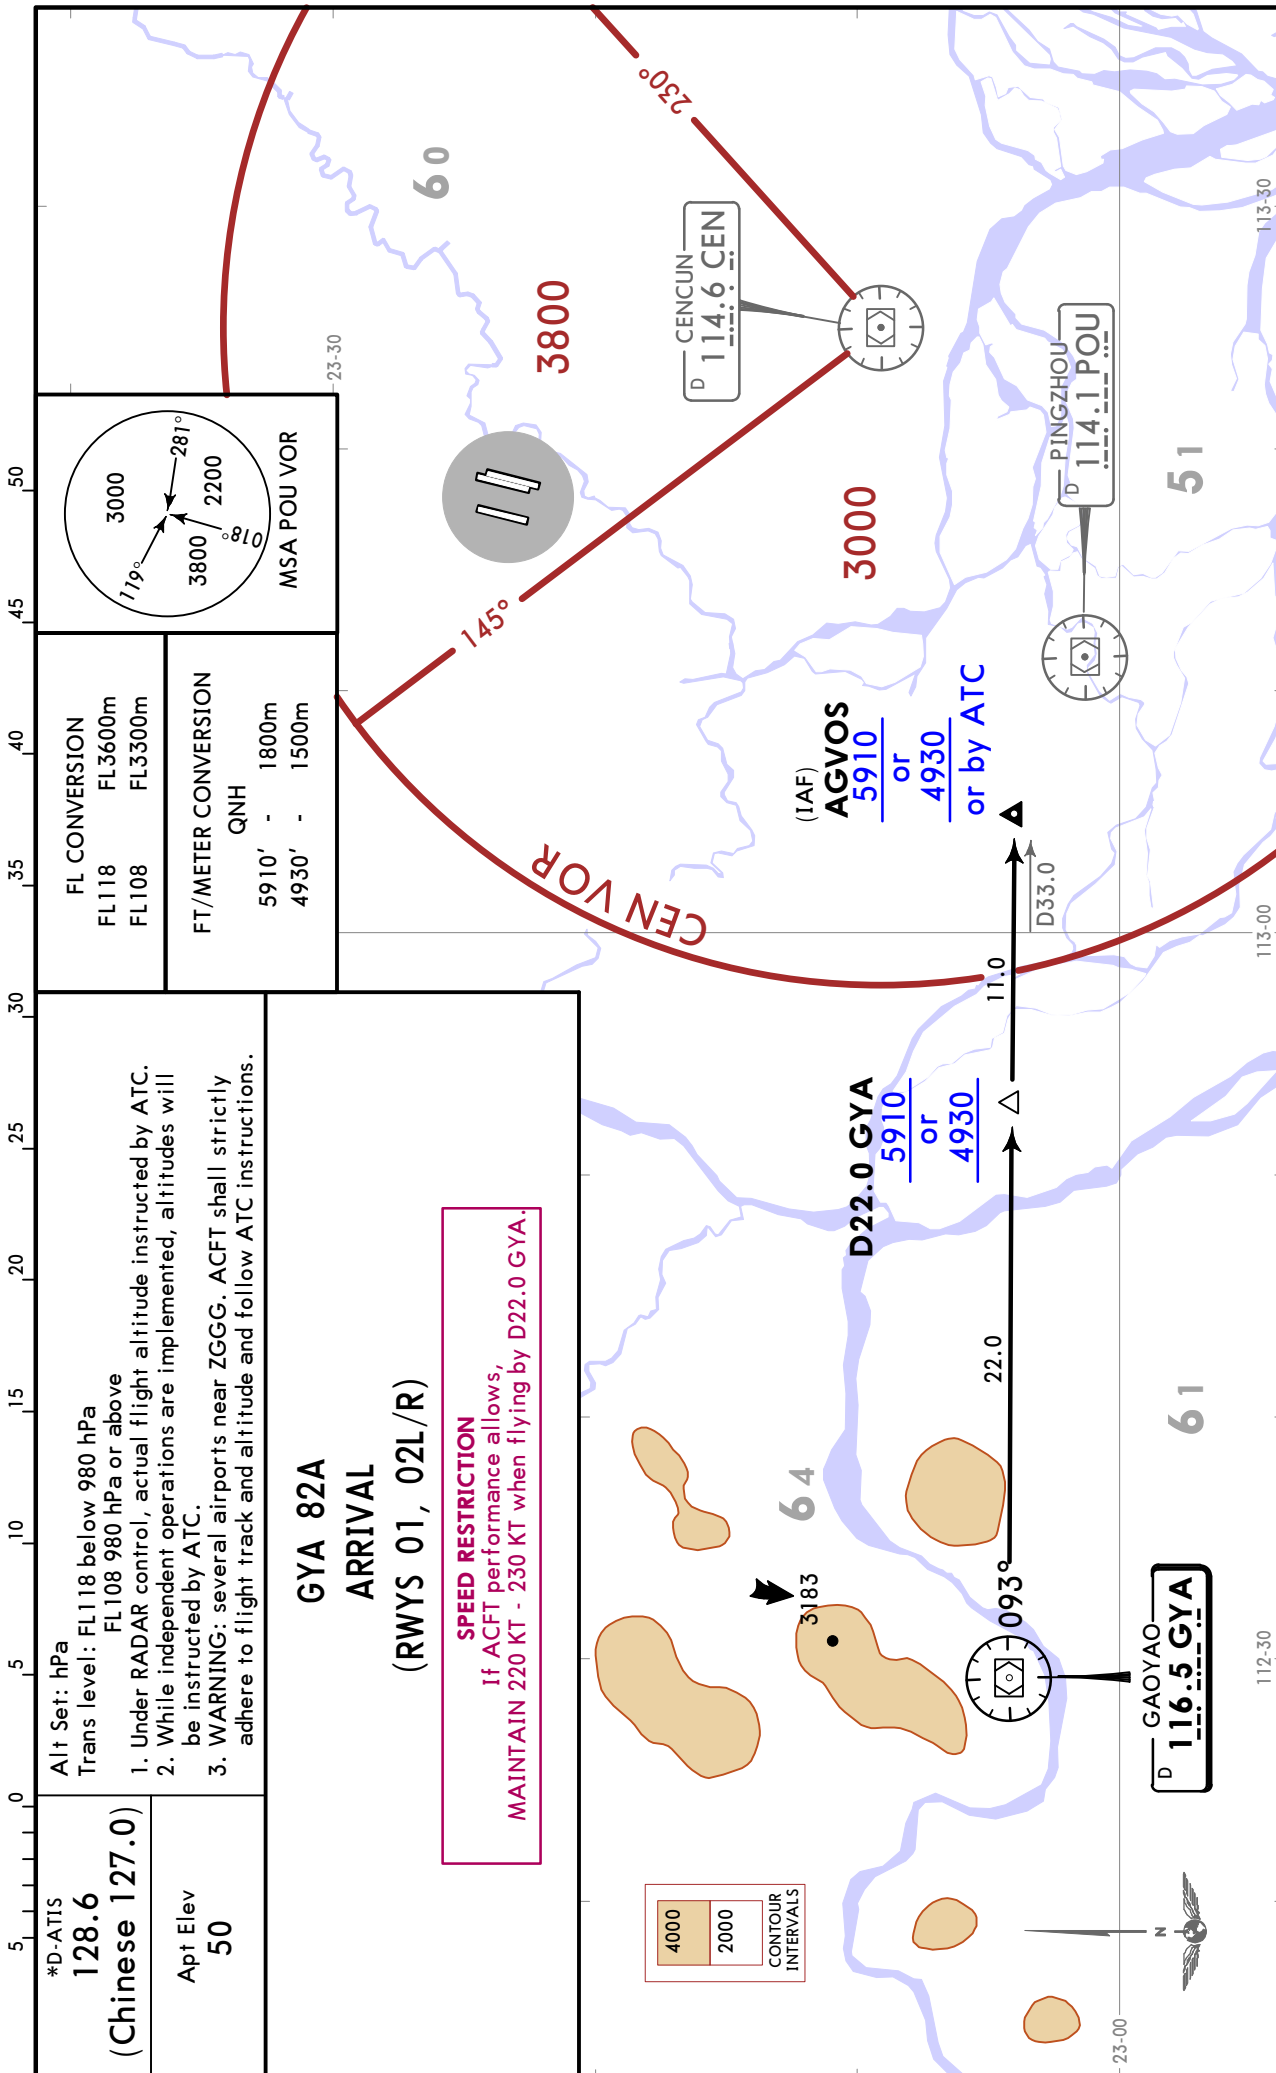 *D-ATIS
128.6
(Chinese 127.0)
Apt Elev
50
Alt Set: hPa
Trans level: FL118 below 980 hPa
FL108 980 hPa or above
1. Under RADAR control, actual flight altitude instructed by ATC.
2. While independent operations are implemented, altitudes will
be instructed by ATC.
3. WARNING: several airports near ZGGG. ACFT shall strictly
adhere to flight track and altitude and follow ATC instructions.
FL CONVERSION
FL118 FL3600m
FL108 FL3300m
FT/METER CONVERSION
QNH
5910' - 1800m
4930' - 1500m
3000
119°
281°
3800
2200
018°
MSA POU VOR
GYA 82A
ARRIVAL
(RWYS 01, 02L/R)
SPEED RESTRICTION
If ACFT performance allows,
MAINTAIN 220 KT - 230 KT when flying by D22.0 GYA.
5 0 5 10 15 20 25 30 35 40 45 50
23-30
60
3800
230°
145°
D CENCUN
114.6 CEN
3000
CEN VOR
4000
2000
CONTOUR
INTERVALS
64
3183
(IAF)
AGVOS
5910
or
4930
or by ATC
D22.0 GYA
5910
or
4930
093°
22.0
11.0
D33.0
D PINGZHOU
114.1 POU
D GAOYAO
116.5 GYA
61
51
N
23-00
112-30
113-00
113-30